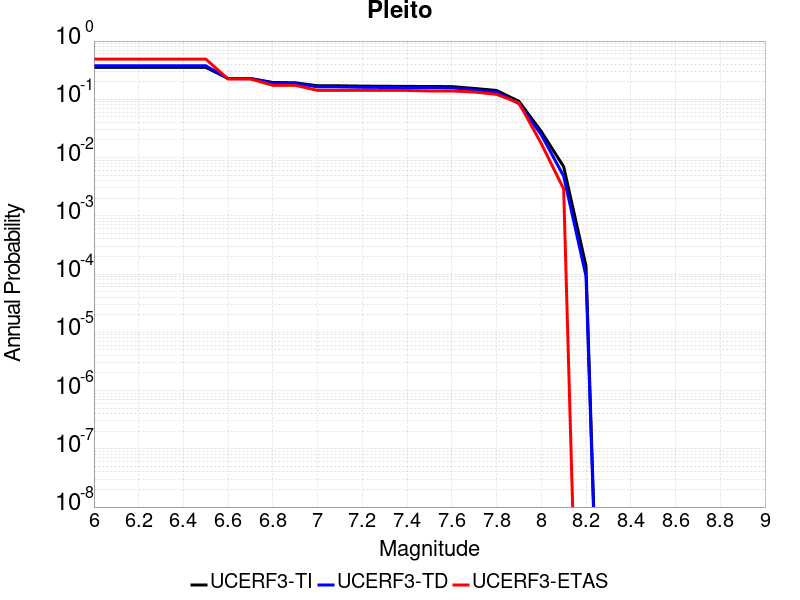 Pleito
10^0
10^-1
10^-2
10^-3
10^-4
10^-5
10^-6
10^-7
10^-8
Annual Probability
6 6.2 6.4 6.6 6.8 7 7.2 7.4 7.6 7.8 8 8.2 8.4 8.6 8.8 9
Magnitude
UCERF3-TI UCERF3-TD UCERF3-ETAS